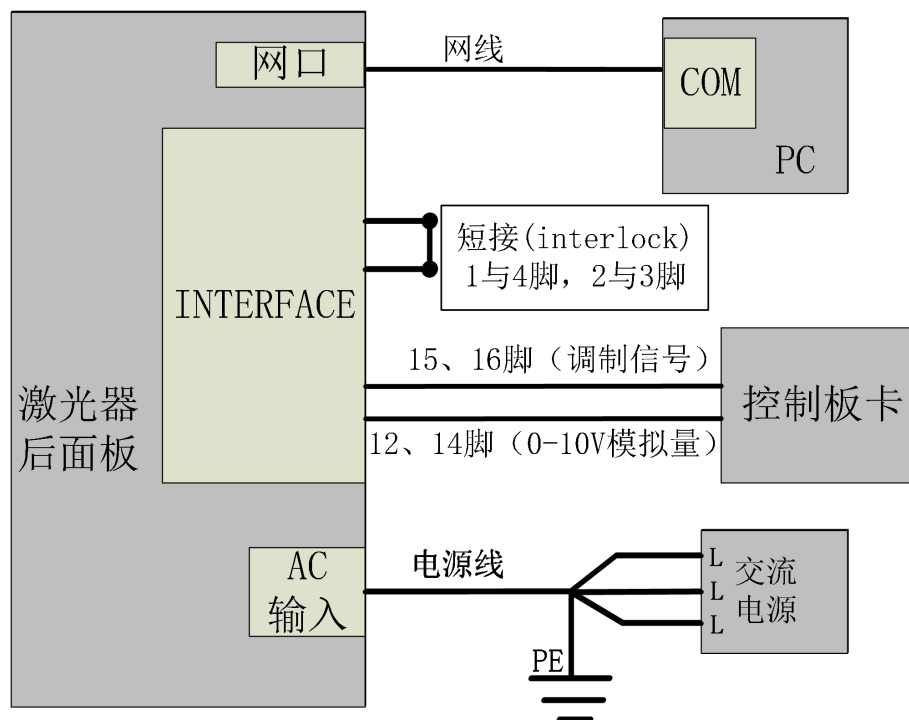 网口
网线
COM
PC
短接(interlock)
1与4脚，2与3脚
INTERFACE
15、16脚（调制信号）
激光器
后面板
控制板卡
12、14脚（0-10V模拟量）
AC
输入
电源线
L
L
L
交流
电源
PE